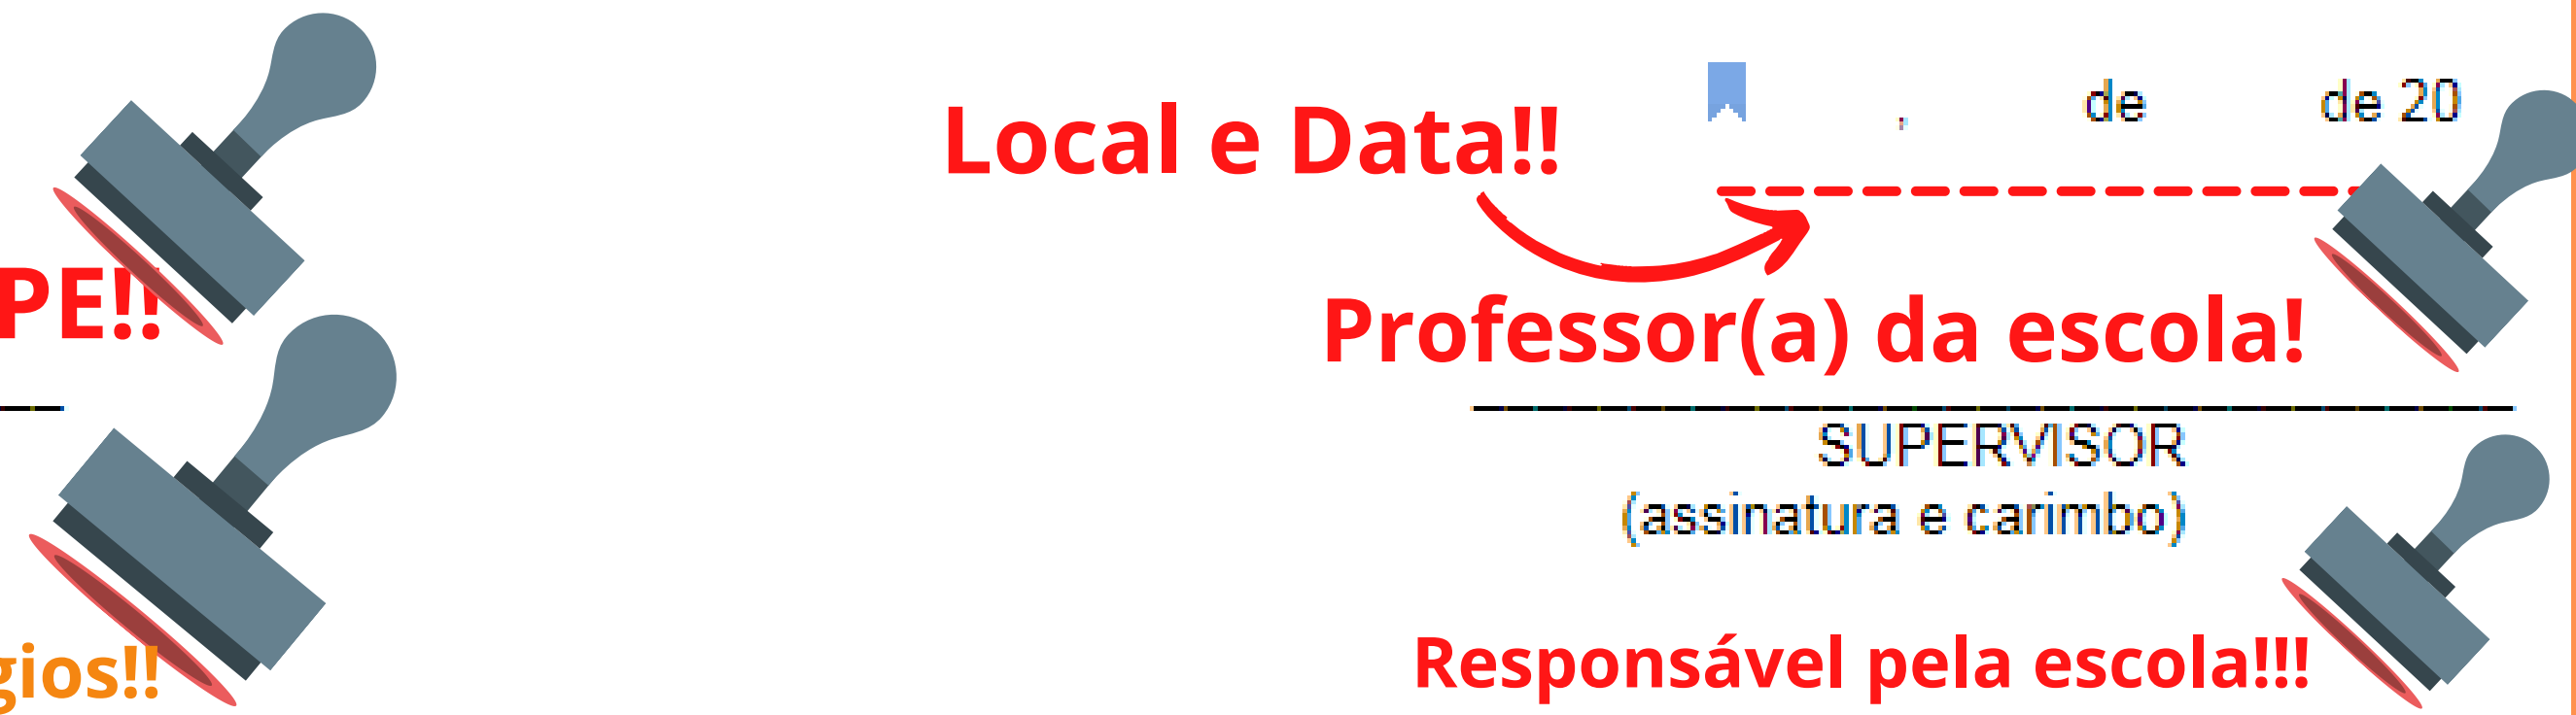 Local e Data!!
, de de 20
PE!!
Professor(a) da escola!
SUPERVISOR
(assinatura e carimbo)
gios!!
Responsável pela escola!!!